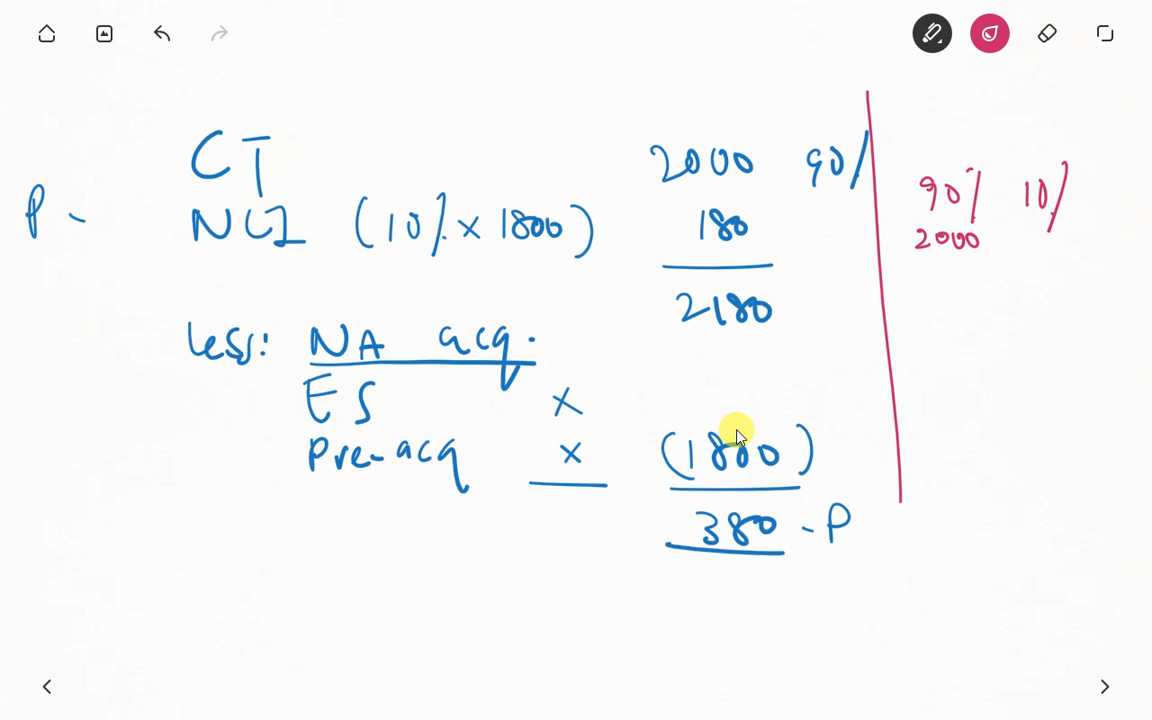 CT 2000 90%
P - NCI (10% x 1800) 180
2180
Less: NA acq.
ES x
Pre-acq x (1800)
380 - P
90% 10%
2000